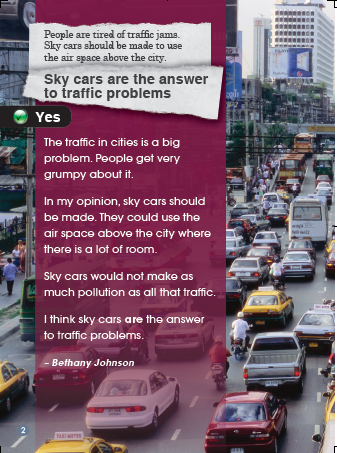 People are tired of traffic jams.
Sky cars should be made to use
the air space above the city.
Sky cars are the answer
to traffic problems
Yes
The traffic in cities is a big
problem. People get very
grumpy about it.
In my opinion, sky cars should
be made. They could use the
air space above the city where
there is a lot of room.
Sky cars would not make as
much pollution as all that traffic.
I think sky cars are the answer
to traffic problems.
– Bethany Johnson
2
TAXI-METER